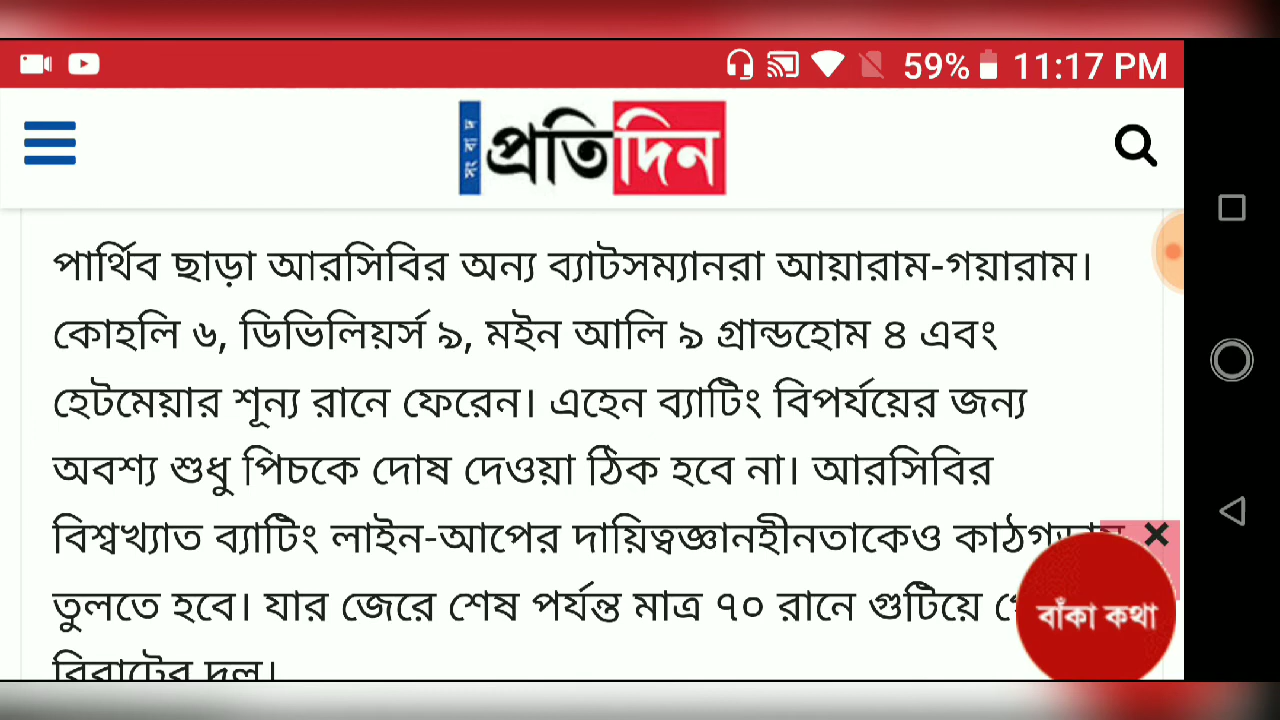 59% 11:17 PM
সংবাদ প্রতিদিন
পার্থিব ছাড়া আরসিবির অন্য ব্যাটসম্যানরা আয়ারাম-গয়ারাম।
কোহলি ৬, ডিভিলিয়র্স ৯, মইন আলি ৯ গ্রান্ডহোম ৪ এবং
হেটমেয়ার শূন্য রানে ফেরেন। এহেন ব্যাটিং বিপর্যয়ের জন্য
অবশ্য শুধু পিচকে দোষ দেওয়া ঠিক হবে না। আরসিবির
বিশ্বখ্যাত ব্যাটিং লাইন-আপের দায়িত্বজ্ঞানহীনতাকেও কাঠগড়ায়
তুলতে হবে। যার জেরে শেষ পর্যন্ত মাত্র ৭০ রানে গুটিয়ে
বিরাটের দল।
বাঁকা কথা